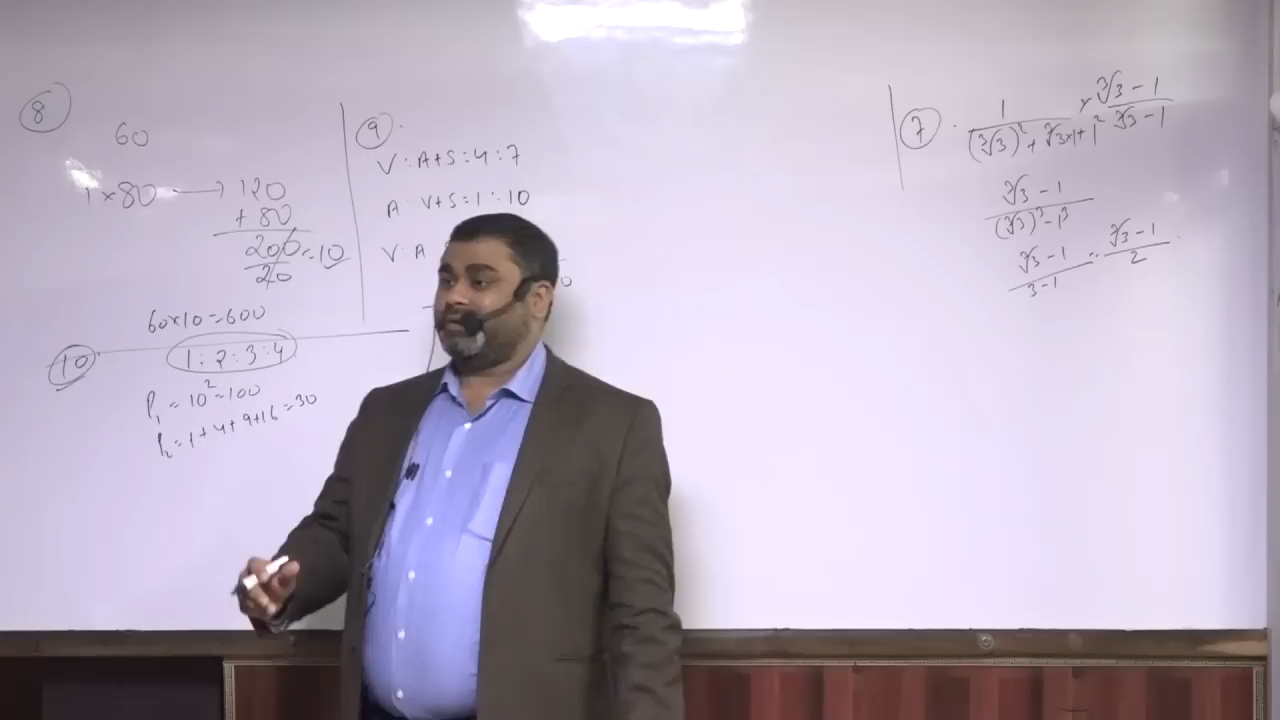 8
60
1 × 80 → 120
+ 80
200 = 10
20
60×10 = 600
10
1 : 2 : 3 : 4
P₁ = 10² = 100
P₂ = 1 + 4 + 9 + 16 = 30
9.
V : A+S = 4 : 7
A V+S = 1 : 10
V : A
7. 1/((∛3)² + ∛3×1 + 1²) × (∛3 − 1)/(∛3 − 1)
(∛3 − 1)/((∛3)³ − 1³)
(∛3 − 1)/(3 − 1) = (∛3 − 1)/2